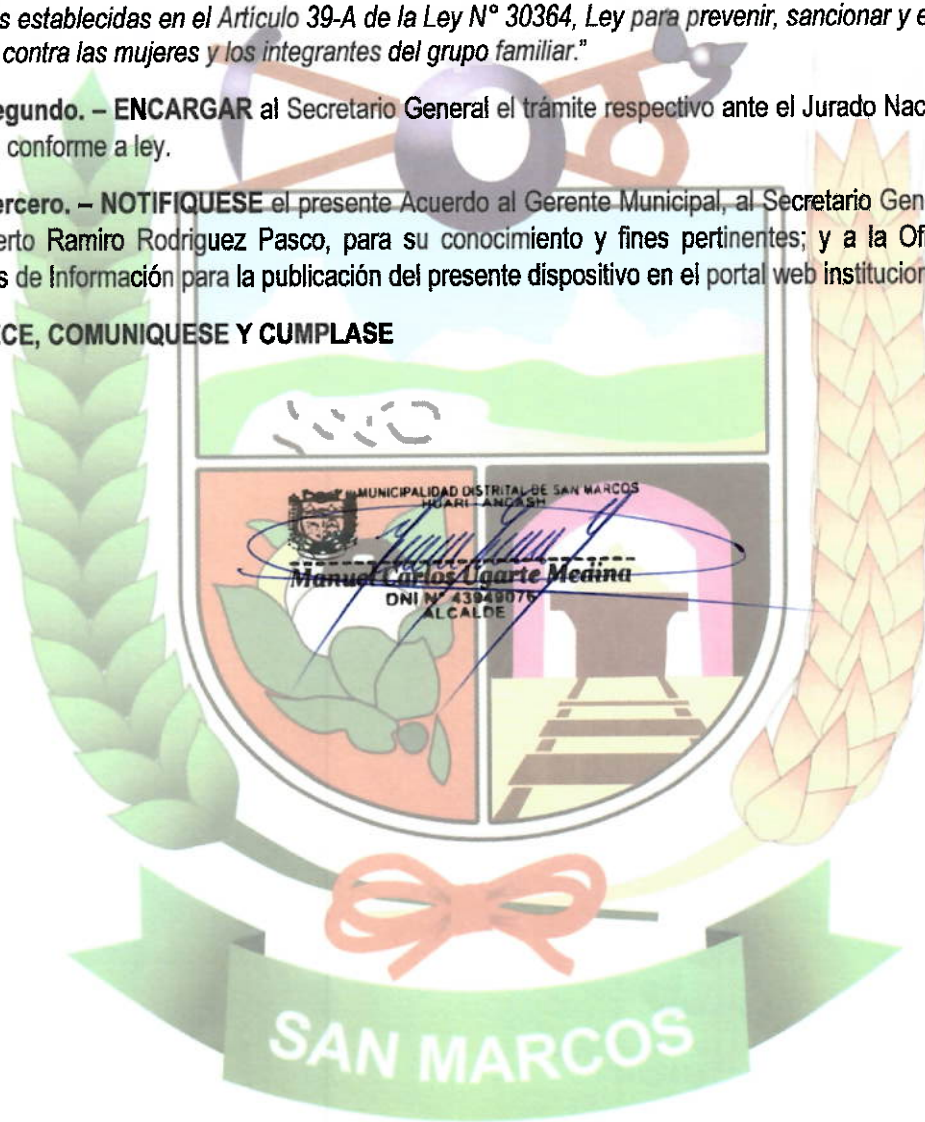 s establecidas en el Artículo 39-A de la Ley N° 30364, Ley para prevenir, sancionar y e
contra las mujeres y los integrantes del grupo familiar."
egundo. – ENCARGAR al Secretario General el trámite respectivo ante el Jurado Nac
conforme a ley.
ercero. – NOTIFIQUESE el presente Acuerdo al Gerente Municipal, al Secretario Gen
erto Ramiro Rodriguez Pasco, para su conocimiento y fines pertinentes; y a la Of
s de Información para la publicación del presente dispositivo en el portal web institucion
CE, COMUNIQUESE Y CUMPLASE
MUNICIPALIDAD DISTRITAL DE SAN MARCOS
HUARI - ANCASH
Manuel Carlos Ugarte Medina
DNI N° 43949076
ALCALDE
SAN MARCOS